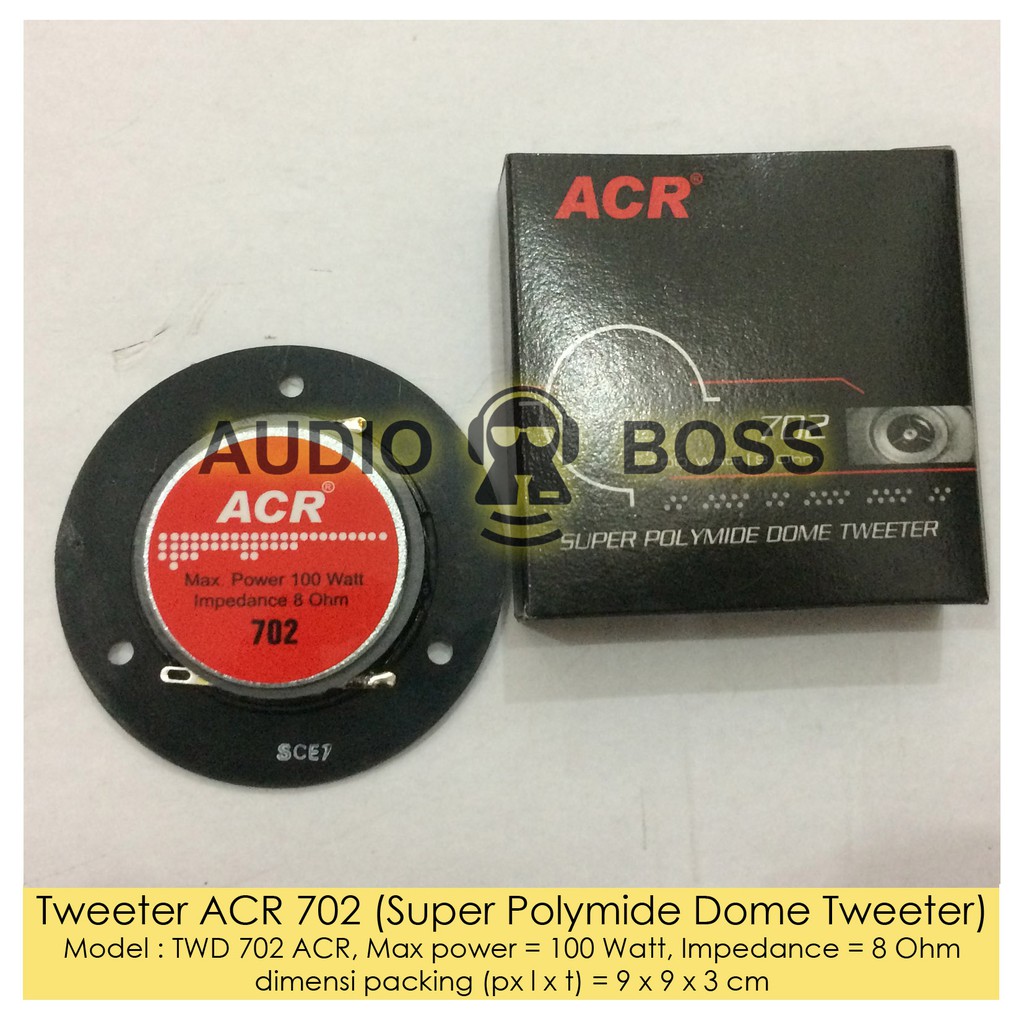 ACR®
702
SUPER POLYMIDE DOME TWEETER
AUDIO BOSS
ACR®
Max. Power 100 Watt
Impedance 8 Ohm
702
SCE7
Tweeter ACR 702 (Super Polymide Dome Tweeter)
Model : TWD 702 ACR, Max power = 100 Watt, Impedance = 8 Ohm
dimensi packing (px l x t) = 9 x 9 x 3 cm